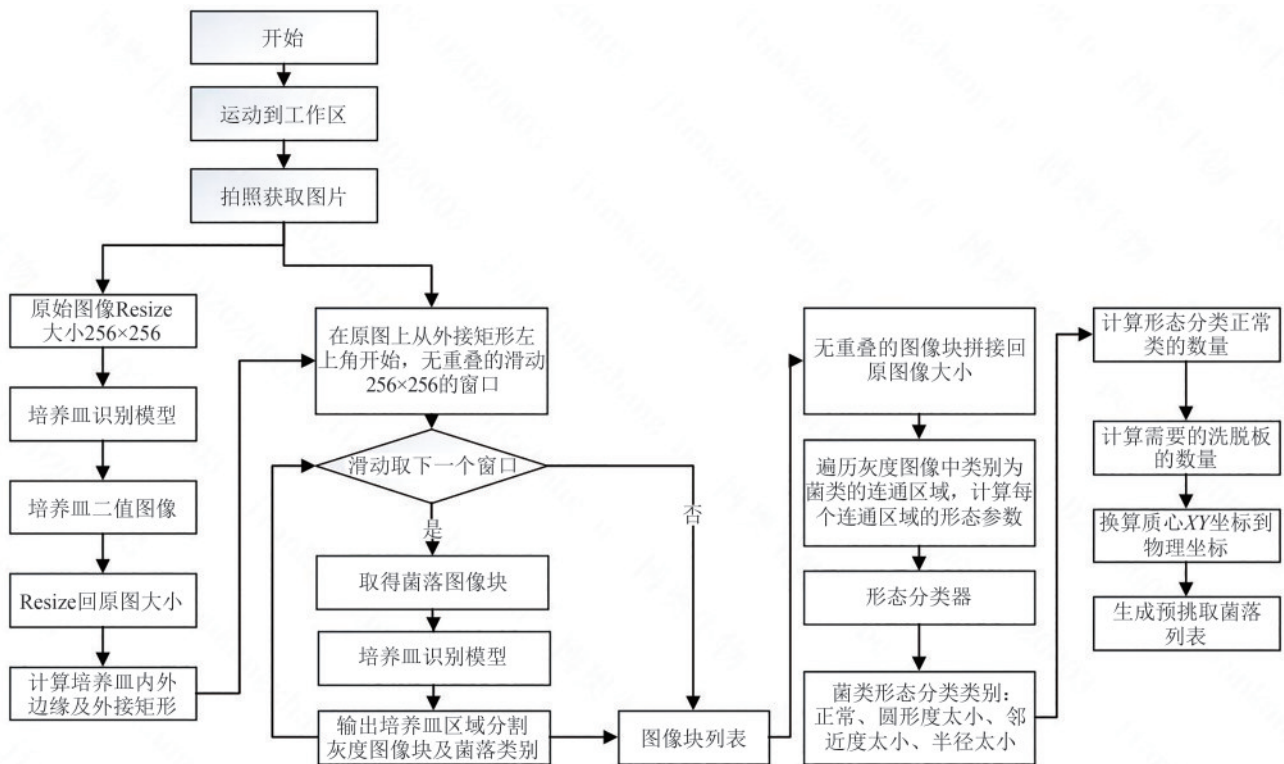 开始
运动到工作区
拍照获取图片
原始图像Resize
大小256×256
培养皿识别模型
培养皿二值图像
Resize回原图大小
计算培养皿内外
边缘及外接矩形
在原图上从外接矩形左
上角开始，无重叠的滑动
256×256的窗口
滑动取下一个窗口
是
否
取得菌落图像块
培养皿识别模型
输出培养皿区域分割
灰度图像块及菌落类别
图像块列表
无重叠的图像块拼接回
原图像大小
遍历灰度图像中类别为
菌类的连通区域，计算每
个连通区域的形态参数
形态分类器
菌类形态分类类别：
正常、圆形度太小、邻
近度太小、半径太小
计算形态分类正常
类的数量
计算需要的洗脱板
的数量
换算质心XY坐标到
物理坐标
生成预挑取菌落
列表